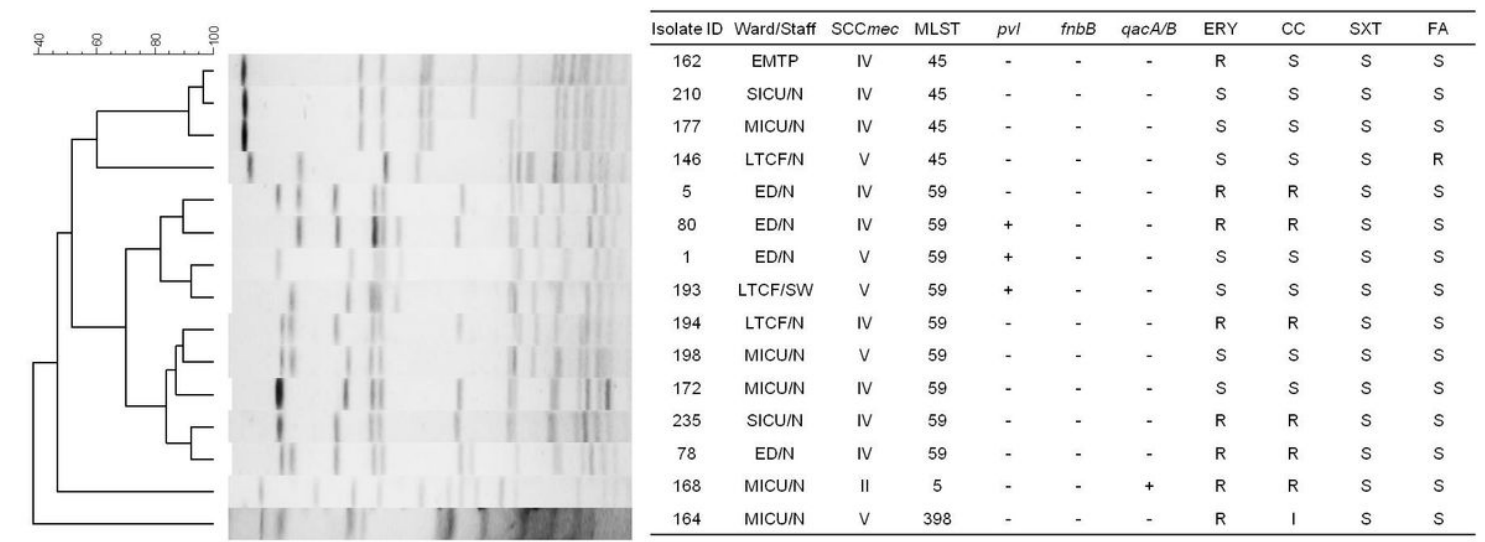 40 60 80 100
Isolate ID Ward/Staff SCCmec MLST pvl fnbB qacA/B ERY CC SXT FA
162 EMTP IV 45 - - - R S S S
210 SICU/N IV 45 - - - S S S S
177 MICU/N IV 45 - - - S S S S
146 LTCF/N V 45 - - - S S S R
5 ED/N IV 59 - - - R R S S
80 ED/N IV 59 + - - R R S S
1 ED/N V 59 + - - S S S S
193 LTCF/SW V 59 + - - S S S S
194 LTCF/N IV 59 - - - R R S S
198 MICU/N V 59 - - - S S S S
172 MICU/N IV 59 - - - S S S S
235 SICU/N IV 59 - - - R R S S
78 ED/N IV 59 - - - R R S S
168 MICU/N II 5 - - + R R S S
164 MICU/N V 398 - - - R I S S